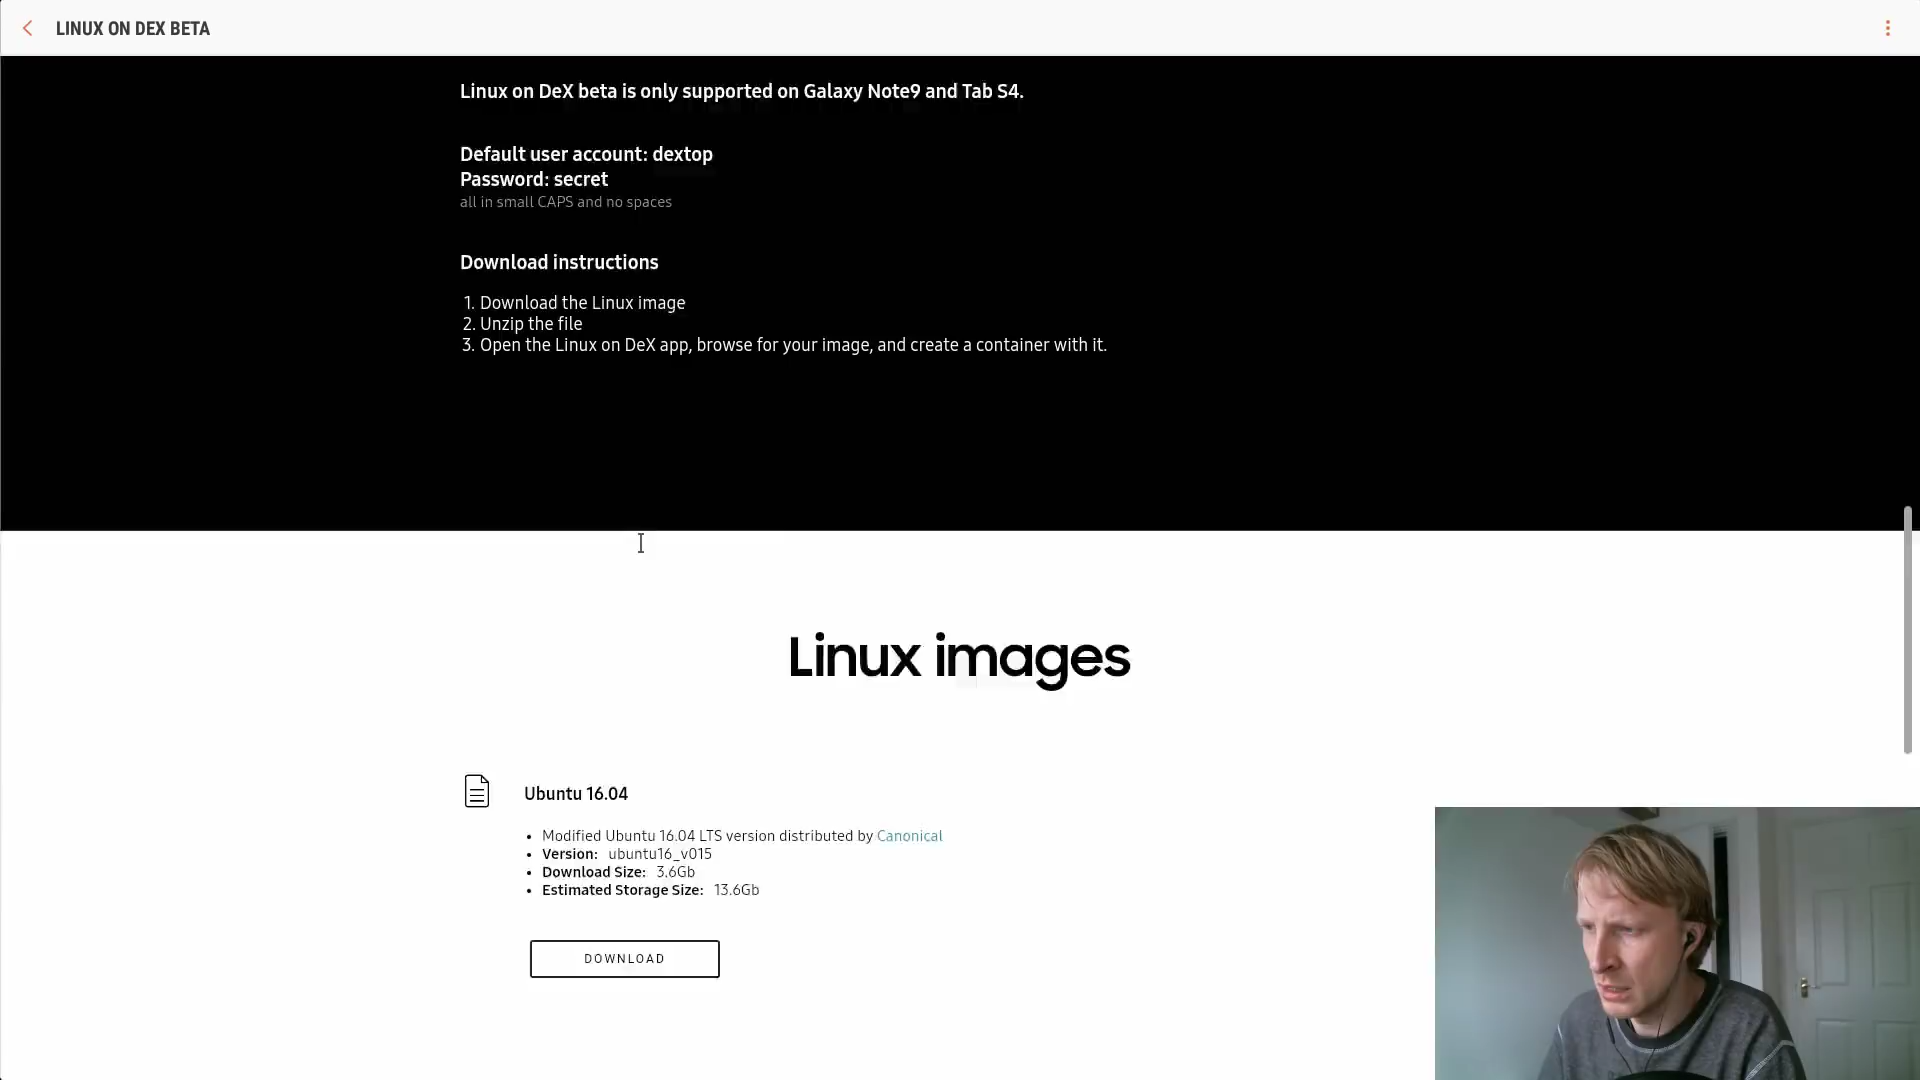 LINUX ON DEX BETA
Linux on DeX beta is only supported on Galaxy Note9 and Tab S4.
Default user account: dextop
Password: secret
all in small CAPS and no spaces
Download instructions
1. Download the Linux image
2. Unzip the file
3. Open the Linux on DeX app, browse for your image, and create a container with it.
Linux images
Ubuntu 16.04
• Modified Ubuntu 16.04 LTS version distributed by Canonical
• Version: ubuntu16_v015
• Download Size: 3.6Gb
• Estimated Storage Size: 13.6Gb
DOWNLOAD